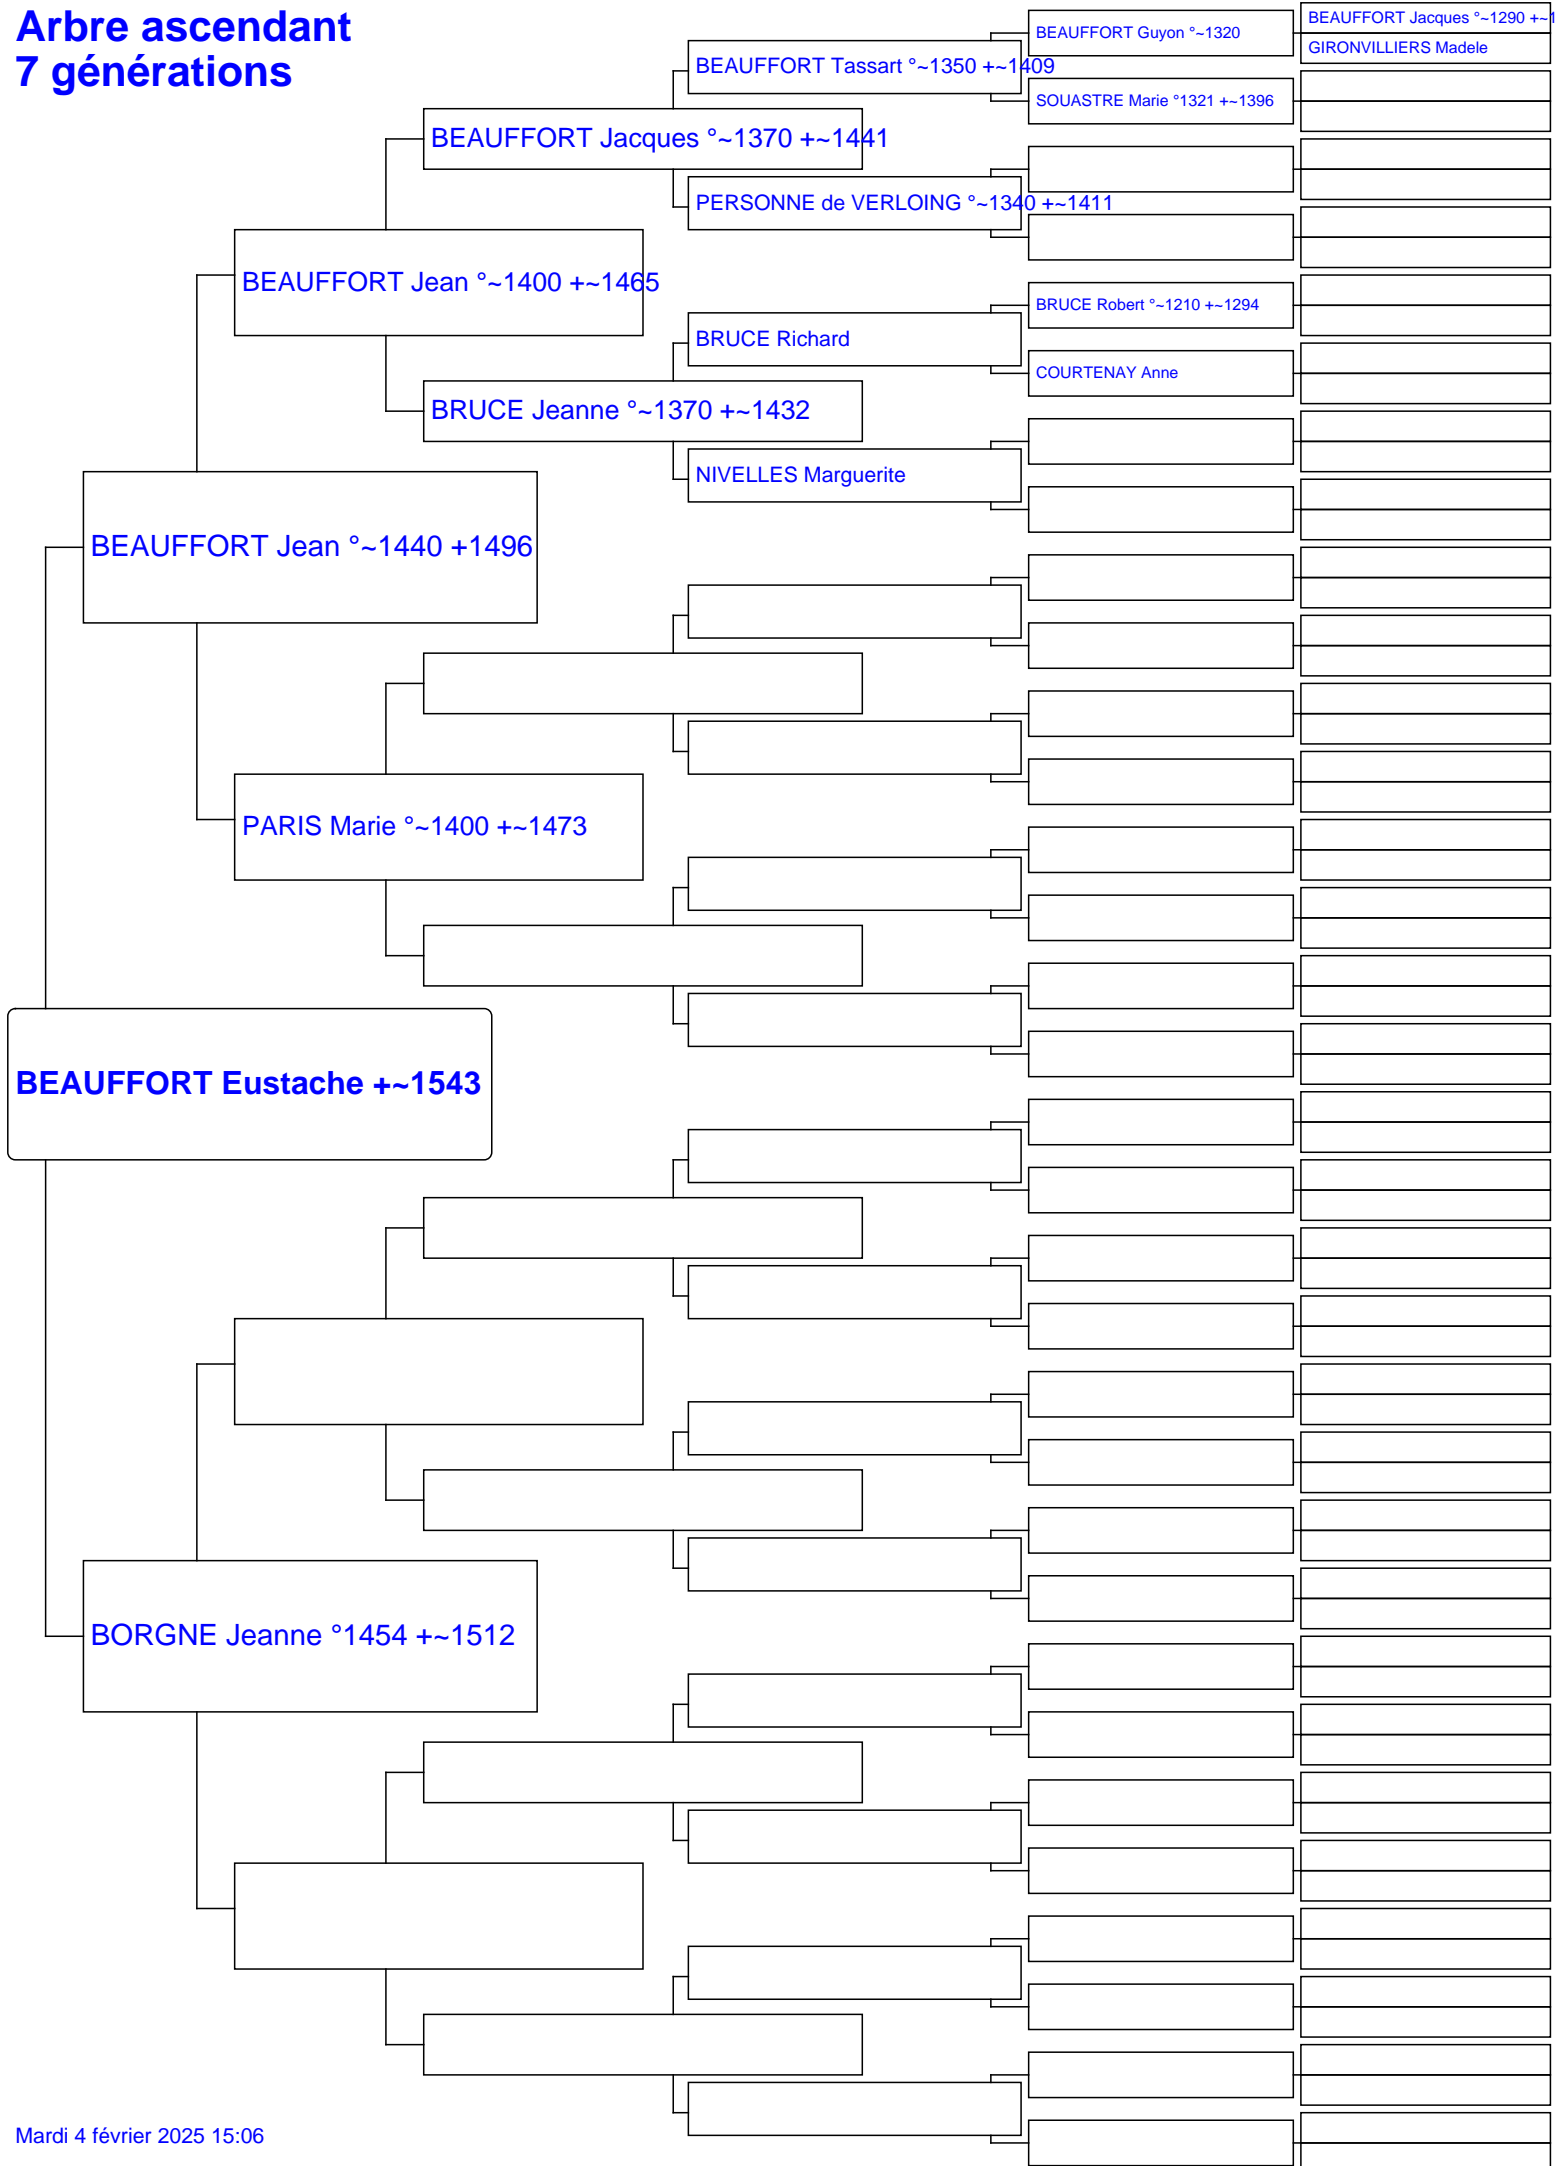 Arbre ascendant
7 générations
BEAUFFORT Jacques °~1290 +~1
BEAUFFORT Guyon °~1320
GIRONVILLIERS Madele
BEAUFFORT Tassart °~1350 +~1409
SOUASTRE Marie °1321 +~1396
BEAUFFORT Jacques °~1370 +~1441
PERSONNE de VERLOING °~1340 +~1411
BEAUFFORT Jean °~1400 +~1465
BRUCE Robert °~1210 +~1294
BRUCE Richard
COURTENAY Anne
BRUCE Jeanne °~1370 +~1432
NIVELLES Marguerite
BEAUFFORT Jean °~1440 +1496
PARIS Marie °~1400 +~1473
BEAUFFORT Eustache +~1543
BORGNE Jeanne °1454 +~1512
Mardi 4 février 2025 15:06